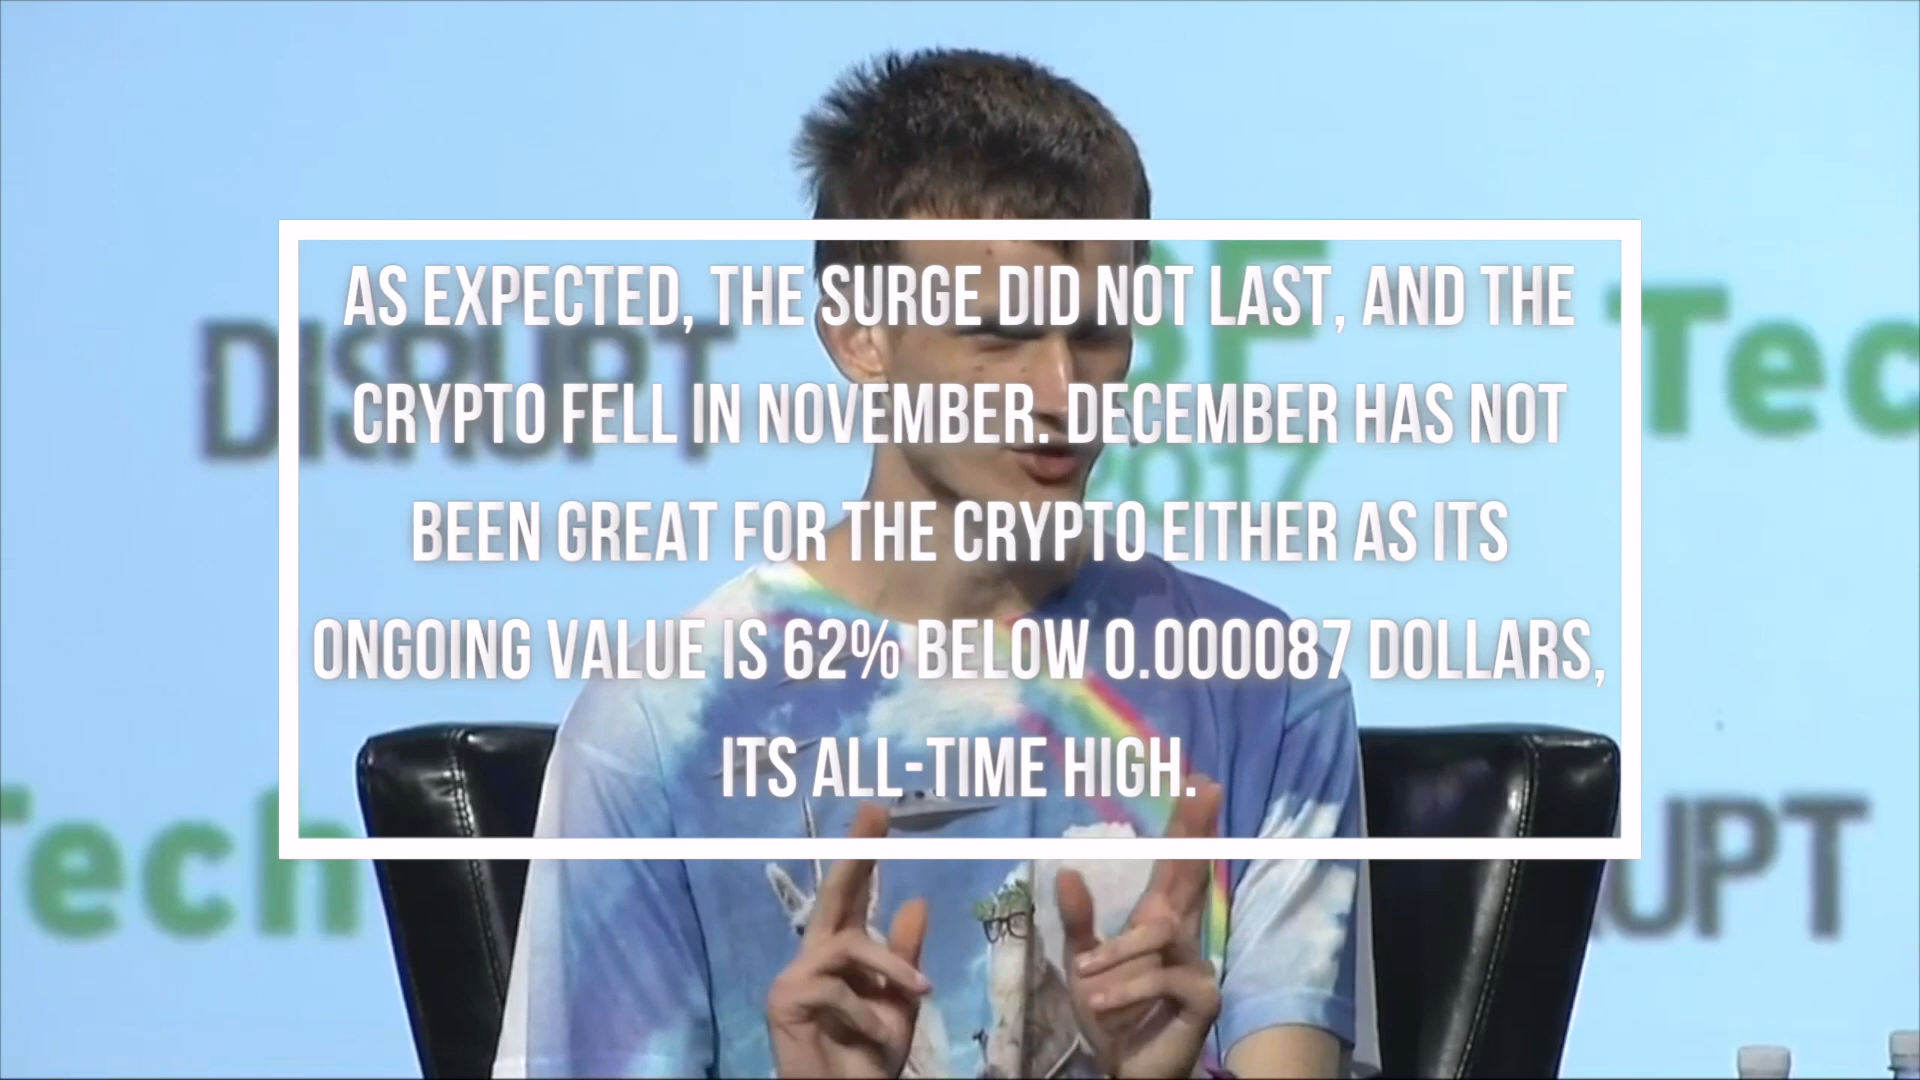 AS EXPECTED, THE SURGE DID NOT LAST, AND THE
CRYPTO FELL IN NOVEMBER. DECEMBER HAS NOT
BEEN GREAT FOR THE CRYPTO EITHER AS ITS
ONGOING VALUE IS 62% BELOW 0.000087 DOLLARS,
ITS ALL-TIME HIGH.
DISRUPT
SF
2017
Tec
Tech
UPT